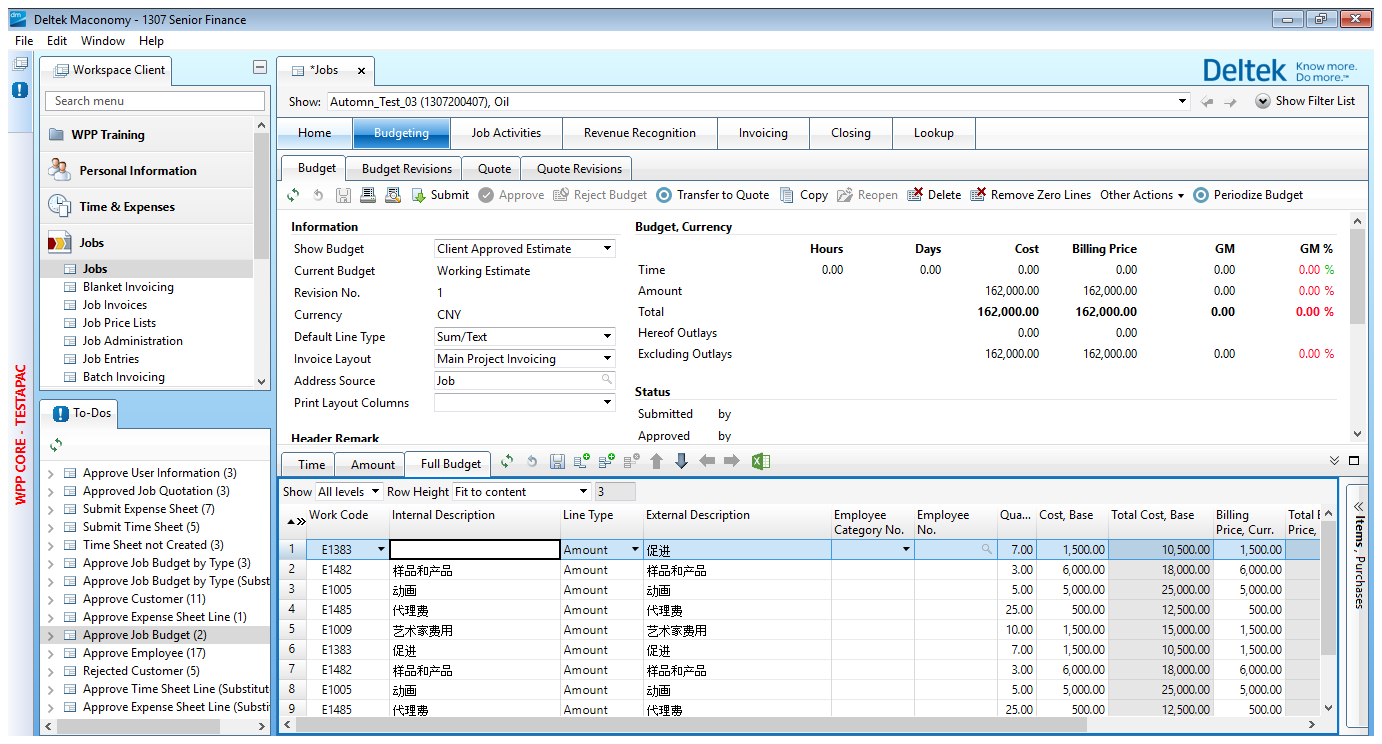 Deltek Maconomy - 1307 Senior Finance
File Edit Window Help
Workspace Client
*Jobs
Deltek Know more. Do more.™
Search menu
Show: Automn_Test_03 (1307200407), Oil Show Filter List
WPP Training
Personal Information
Time & Expenses
Jobs
Jobs
Blanket Invoicing
Job Invoices
Job Price Lists
Job Administration
Job Entries
Batch Invoicing
WPP CORE - TESTAPAC
To-Dos
Approve User Information (3)
Approved Job Quotation (3)
Submit Expense Sheet (7)
Submit Time Sheet (5)
Time Sheet not Created (3)
Approve Job Budget by Type (3)
Approve Job Budget by Type (Subst
Approve Customer (11)
Approve Expense Sheet Line (1)
Approve Job Budget (2)
Approve Employee (17)
Rejected Customer (5)
Approve Time Sheet Line (Substitut
Approve Expense Sheet Line (Substi
Home Budgeting Job Activities Revenue Recognition Invoicing Closing Lookup
Budget Budget Revisions Quote Quote Revisions
Submit Approve Reject Budget Transfer to Quote Copy Reopen Delete Remove Zero Lines Other Actions Periodize Budget
Information
Show Budget Client Approved Estimate
Current Budget Working Estimate
Revision No. 1
Currency CNY
Default Line Type Sum/Text
Invoice Layout Main Project Invoicing
Address Source Job
Print Layout Columns
Header Remark
Budget, Currency
Hours Days Cost Billing Price GM GM %
Time 0.00 0.00 0.00 0.00 0.00 0.00 %
Amount 162,000.00 162,000.00 0.00 0.00 %
Total 162,000.00 162,000.00 0.00 0.00 %
Hereof Outlays 0.00 0.00
Excluding Outlays 162,000.00 162,000.00 0.00 0.00 %
Status
Submitted by
Approved by
Time Amount Full Budget
Show All levels Row Height Fit to content 3
Work Code Internal Description Line Type External Description Employee Category No. Employee No. Qua... Cost, Base Total Cost, Base Billing Price, Curr. Total E Price,
1 E1383 Amount 促进 7.00 1,500.00 10,500.00 1,500.00
2 E1482 样品和产品 Amount 样品和产品 3.00 6,000.00 18,000.00 6,000.00
3 E1005 动画 Amount 动画 5.00 5,000.00 25,000.00 5,000.00
4 E1485 代理费 Amount 代理费 25.00 500.00 12,500.00 500.00
5 E1009 艺术家费用 Amount 艺术家费用 10.00 1,500.00 15,000.00 1,500.00
6 E1383 促进 Amount 促进 7.00 1,500.00 10,500.00 1,500.00
7 E1482 样品和产品 Amount 样品和产品 3.00 6,000.00 18,000.00 6,000.00
8 E1005 动画 Amount 动画 5.00 5,000.00 25,000.00 5,000.00
9 E1485 代理费 Amount 代理费 25.00 500.00 12,500.00 500.00
Items, Purchases